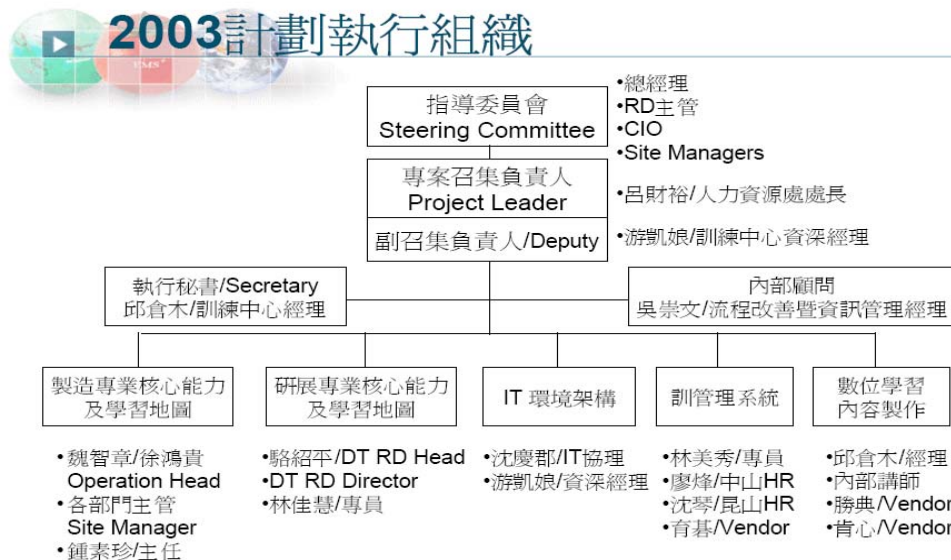 2003計劃執行組織
指導委員會
Steering Committee
•總經理
•RD主管
•CIO
•Site Managers
專案召集負責人
Project Leader
•呂財裕/人力資源處處長
副召集負責人/Deputy
•游凱娘/訓練中心資深經理
執行秘書/Secretary
邱倉木/訓練中心經理
內部顧問
吳崇文/流程改善暨資訊管理經理
製造專業核心能力
及學習地圖
•魏智章/徐鴻貴
Operation Head
•各部門主管
Site Manager
•鍾素珍/主任
研展專業核心能力
及學習地圖
•駱紹平/DT RD Head
•DT RD Director
•林佳慧/專員
IT 環境架構
•沈慶郡/IT協理
•游凱娘/資深經理
訓管理系統
•林美秀/專員
•廖烽/中山HR
•沈琴/昆山HR
•育碁/Vendor
數位學習
內容製作
•邱倉木/經理
•內部講師
•勝典/Vendor
•肯心/Vendor